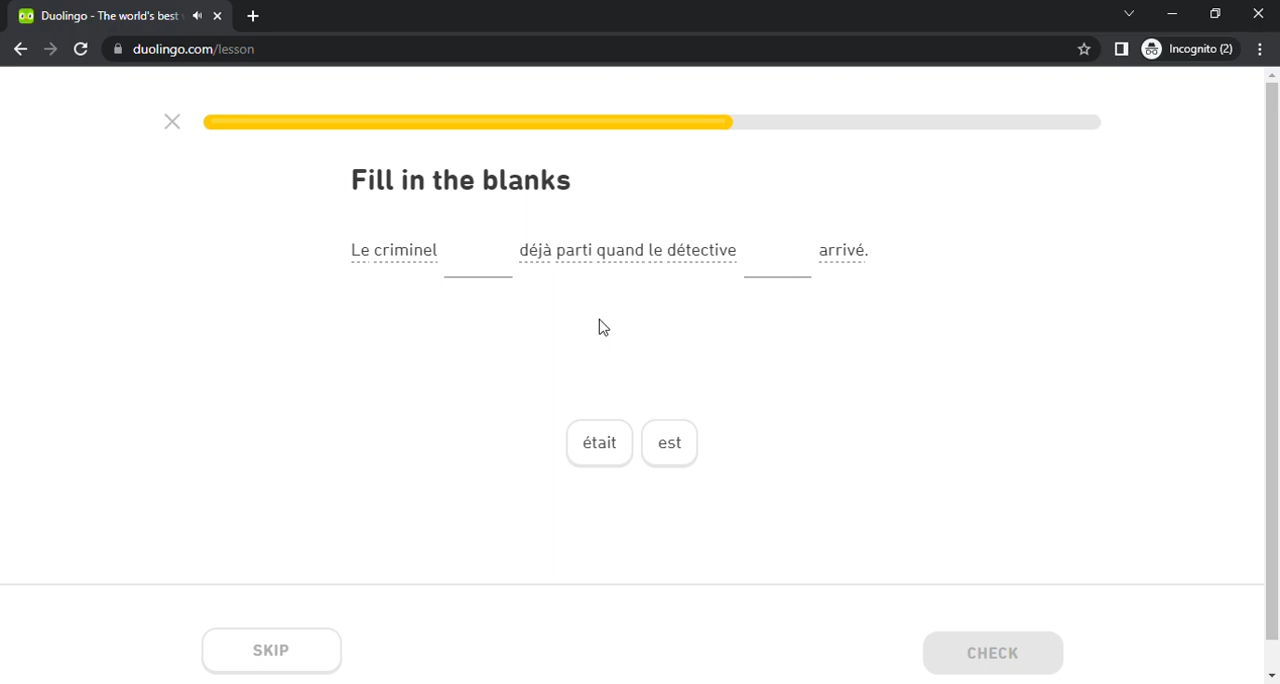 Duolingo - The world's best
duolingo.com/lesson
Incognito (2)
Fill in the blanks
Le criminel déjà parti quand le détective arrivé.
était est
SKIP CHECK